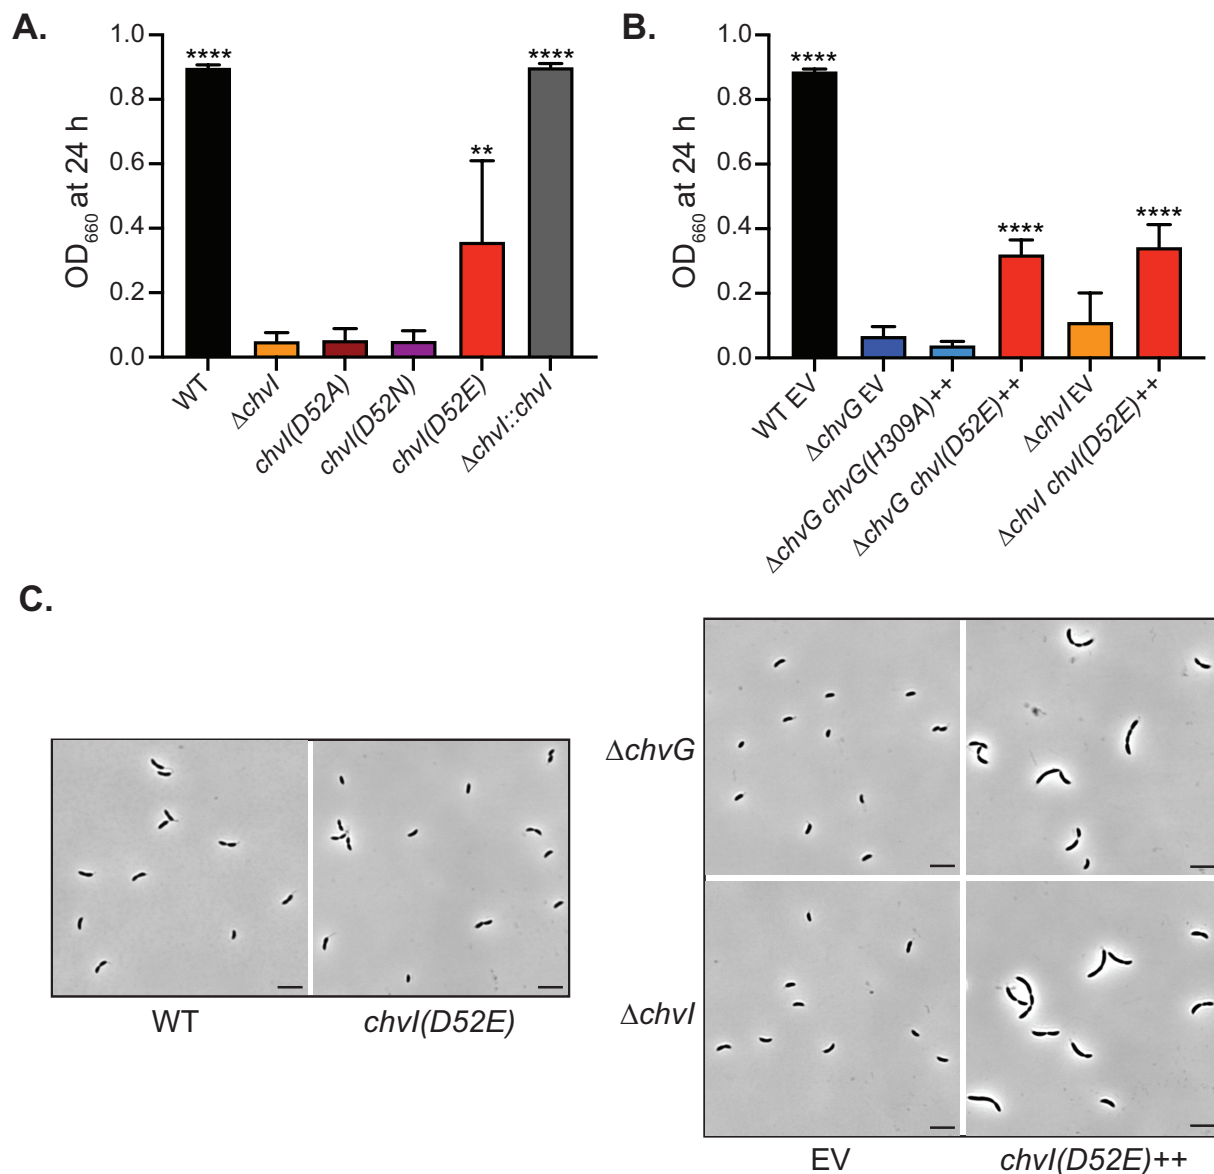 A.
1.0
0.8
0.6
0.4
0.2
0.0
OD660 at 24 h
****
**
****
WT
ΔchvI
chvI(D52A)
chvI(D52N)
chvI(D52E)
ΔchvI::chvI
B.
1.0
0.8
0.6
0.4
0.2
0.0
OD660 at 24 h
****
****
****
WT EV
ΔchvG EV
ΔchvG chvG(H309A)++
ΔchvG chvI(D52E)++
ΔchvI EV
ΔchvI chvI(D52E)++
C.
WT
chvI(D52E)
ΔchvG
ΔchvI
EV
chvI(D52E)++